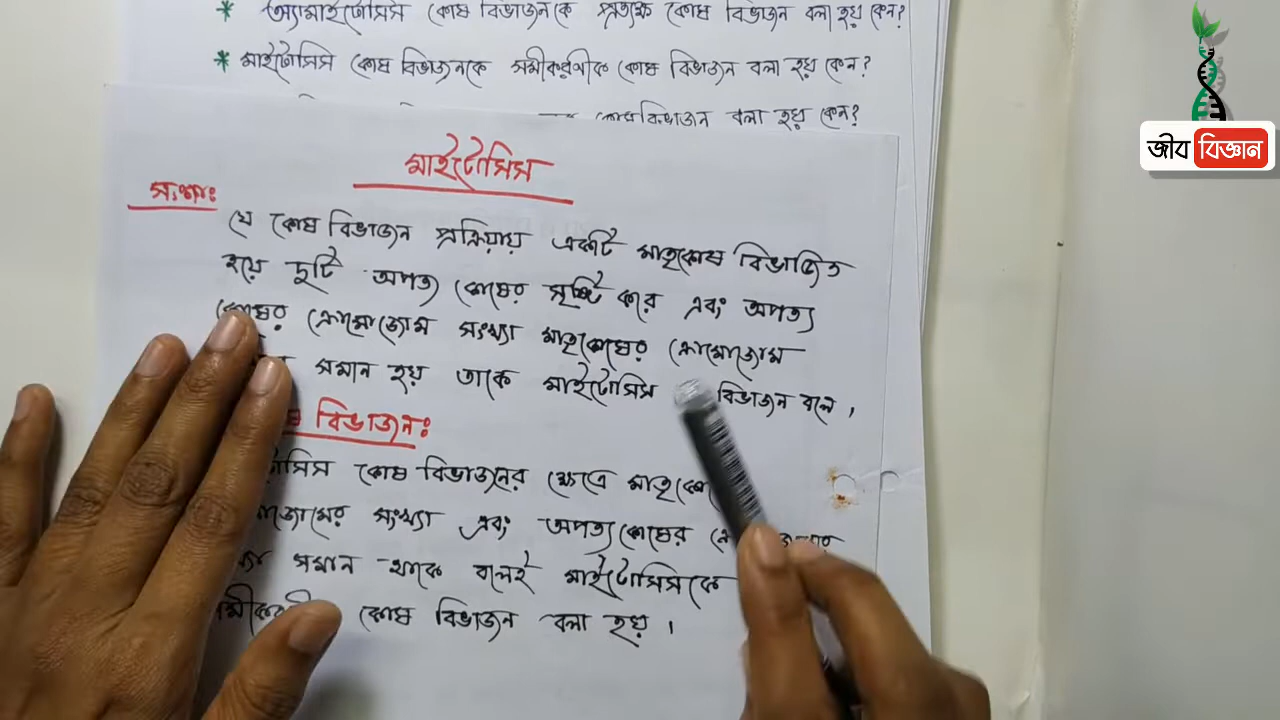 * অ্যামাইটোসিস কোষ বিভাজনকে প্রত্যক্ষ কোষ বিভাজন বলা হয় কেন?
* মাইটোসিস কোষ বিভাজনকে সমীকরণীক কোষ বিভাজন বলা হয় কেন?
কোষ বিভাজন বলা হয় কেন?
জীব বিজ্ঞান
মাইটোসিস
সংজ্ঞাঃ
যে কোষ বিভাজন প্রক্রিয়ায় একটি মাতৃকোষ বিভাজিত
হয়ে দুটি অপত্য কোষের সৃষ্টি করে এবং অপত্য
কোষের ক্রোমোজোম সংখ্যা মাতৃকোষের ক্রোমোজোম
সমান হয় তাকে মাইটোসিস বিভাজন বলে।
বিভাজনঃ
কোষ বিভাজনের ক্ষেত্রে
সংখ্যা এবং অপত্যকোষের
সমান থাকে বলেই মাইটোসিসকে
কোষ বিভাজন বলা হয়।